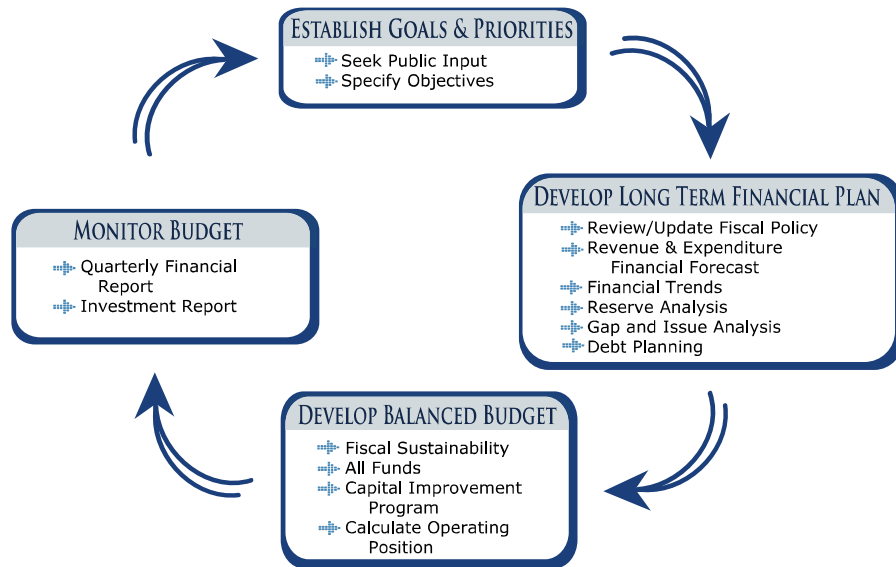 ESTABLISH GOALS & PRIORITIES
Seek Public Input
Specify Objectives
DEVELOP LONG TERM FINANCIAL PLAN
Review/Update Fiscal Policy
Revenue & Expenditure
Financial Forecast
Financial Trends
Reserve Analysis
Gap and Issue Analysis
Debt Planning
DEVELOP BALANCED BUDGET
Fiscal Sustainability
All Funds
Capital Improvement
Program
Calculate Operating
Position
MONITOR BUDGET
Quarterly Financial
Report
Investment Report